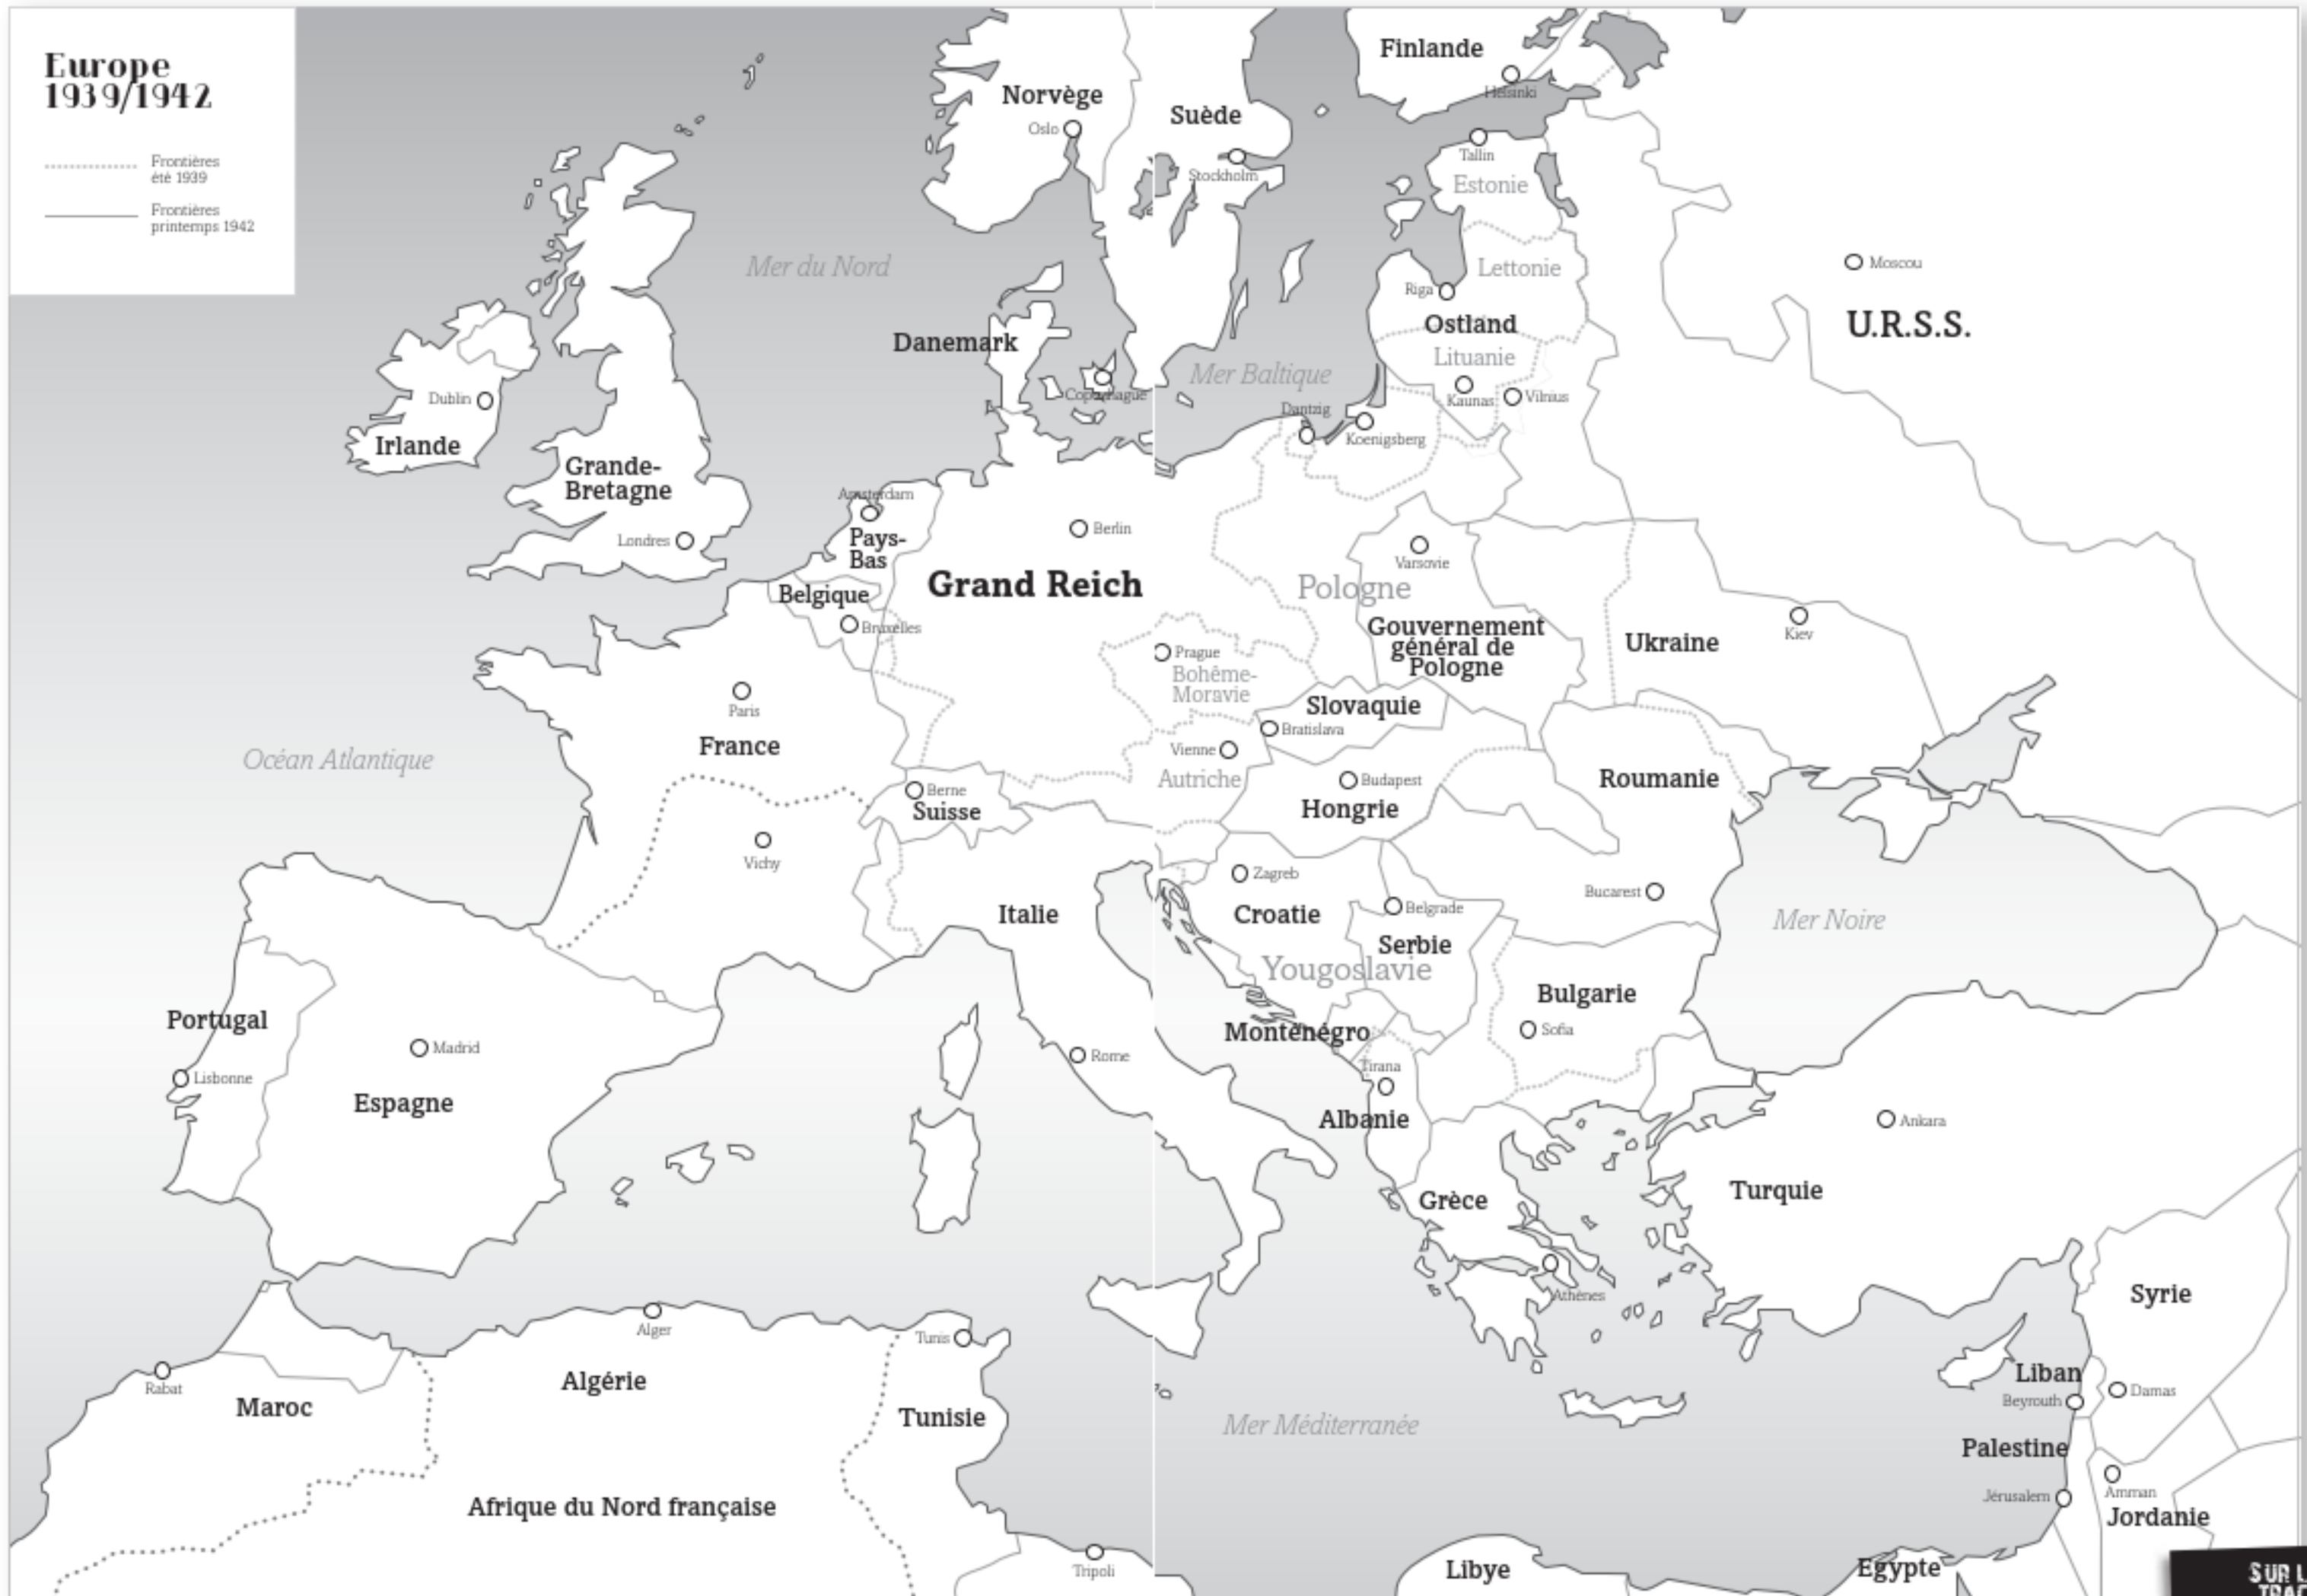 Europe
1939/1942
Frontières
été 1939
Frontières
printemps 1942
Finlande
Helsinki
Norvège
Oslo
Suède
Stockholm
Tallin
Estonie
Mer du Nord
Lettonie
Riga
Moscou
U.R.S.S.
Ostland
Danemark
Copenhague
Mer Baltique
Lituanie
Kaunas
Vilnius
Dantzig
Koenigsberg
Dublin
Irlande
Grande-
Bretagne
Londres
Amsterdam
Pays-
Bas
Berlin
Grand Reich
Varsovie
Pologne
Belgique
Bruxelles
Gouvernement
général de
Pologne
Ukraine
Kiev
Prague
Bohême-
Moravie
Paris
France
Slovaquie
Bratislava
Vienne
Autriche
Océan Atlantique
Berne
Suisse
Budapest
Hongrie
Roumanie
Vichy
Zagreb
Croatie
Belgrade
Serbie
Bucarest
Italie
Mer Noire
Yougoslavie
Bulgarie
Sofia
Portugal
Lisbonne
Madrid
Espagne
Rome
Monténégro
Tirana
Albanie
Ankara
Turquie
Grèce
Athènes
Syrie
Alger
Tunis
Rabat
Maroc
Algérie
Tunisie
Liban
Beyrouth
Damas
Mer Méditerranée
Palestine
Jérusalem
Amman
Jordanie
Afrique du Nord française
Tripoli
Libye
Egypte
SUR L